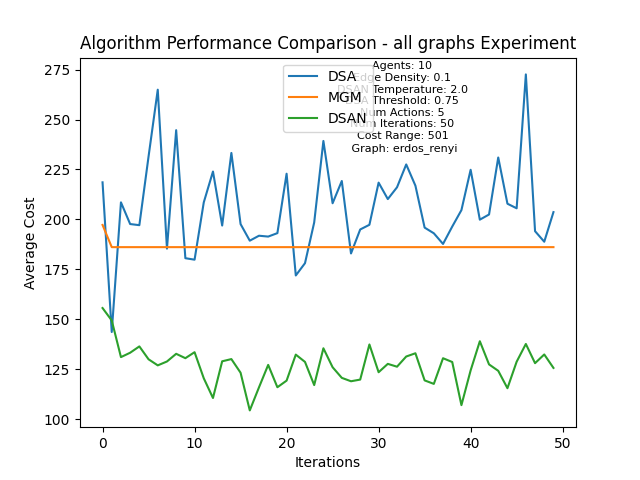 Algorithm Performance Comparison - all graphs Experiment
Agents: 10
Edge Density: 0.1
DSAN Temperature: 2.0
Threshold: 0.75
Num Actions: 5
Num Iterations: 50
Cost Range: 501
Graph: erdos_renyi
DSA
MGM
DSAN
Average Cost
275
250
225
200
175
150
125
100
0
10
20
30
40
50
Iterations